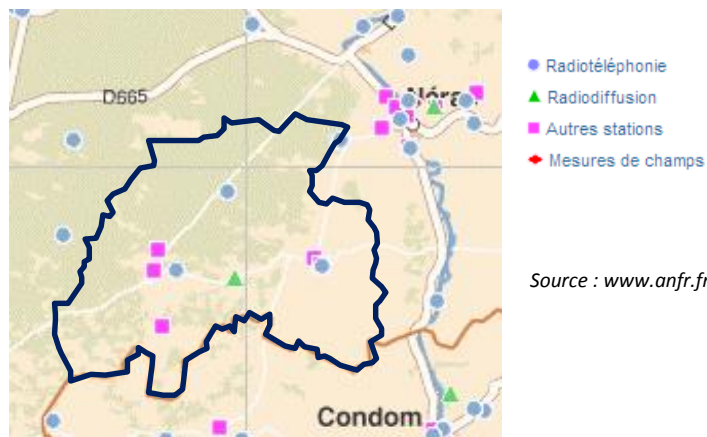 D665
Radiotéléphonie
Radiodiffusion
Autres stations
Mesures de champs
Source : www.anfr.fr
Condom